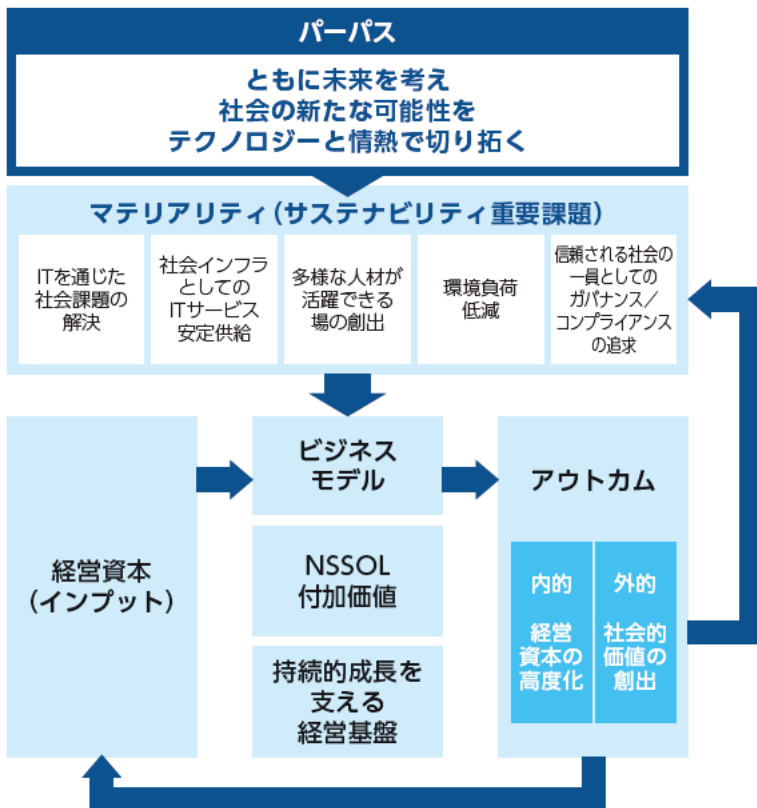 パーパス
ともに未来を考え
社会の新たな可能性を
テクノロジーと情熱で切り拓く
マテリアリティ(サステナビリティ重要課題)
ITを通じた
社会課題の
解決
社会インフラ
としての
ITサービス
安定供給
多様な人材が
活躍できる
場の創出
環境負荷
低減
信頼される社会の
一員としての
ガバナンス/
コンプライアンス
の追求
経営資本
(インプット)
ビジネス
モデル
NSSOL
付加価値
持続的成長を
支える
経営基盤
アウトカム
内的
経営
資本の
高度化
外的
社会的
価値の
創出